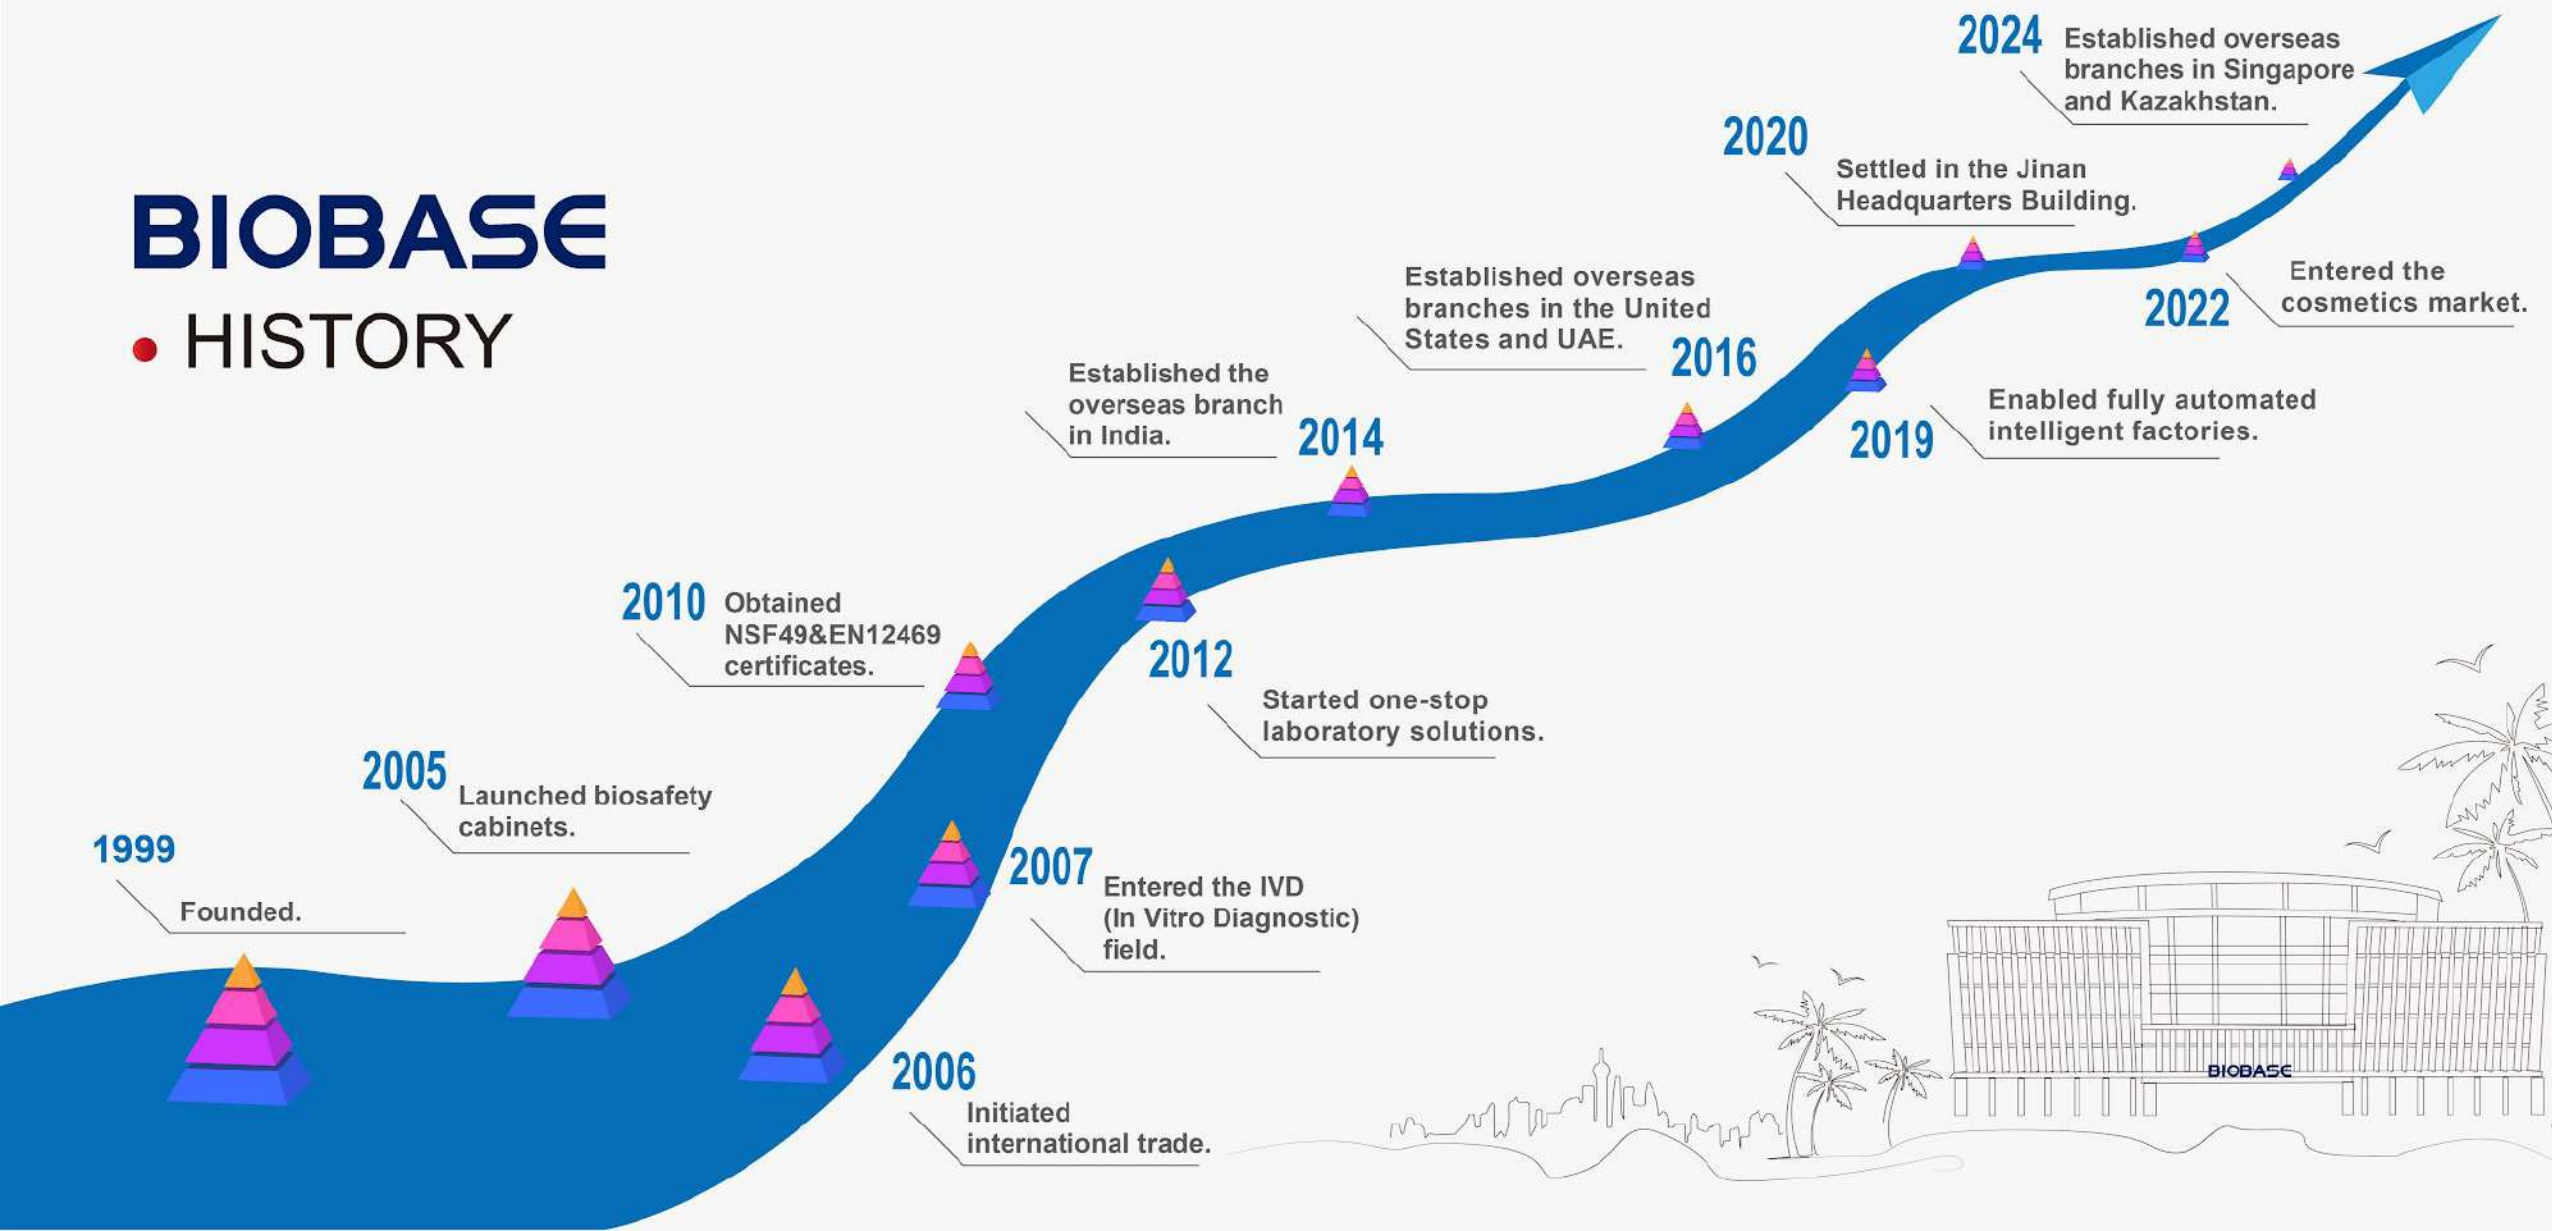 BIOBASE
• HISTORY
1999
Founded.
2005
Launched biosafety
cabinets.
2006
Initiated
international trade.
2007
Entered the IVD
(In Vitro Diagnostic)
field.
2010
Obtained
NSF49&EN12469
certificates.
2012
Started one-stop
laboratory solutions.
2014
Established the
overseas branch
in India.
2016
Established overseas
branches in the United
States and UAE.
2019
Enabled fully automated
intelligent factories.
2020
Settled in the Jinan
Headquarters Building.
2022
Entered the
cosmetics market.
2024
Established overseas
branches in Singapore
and Kazakhstan.
BIOBASE